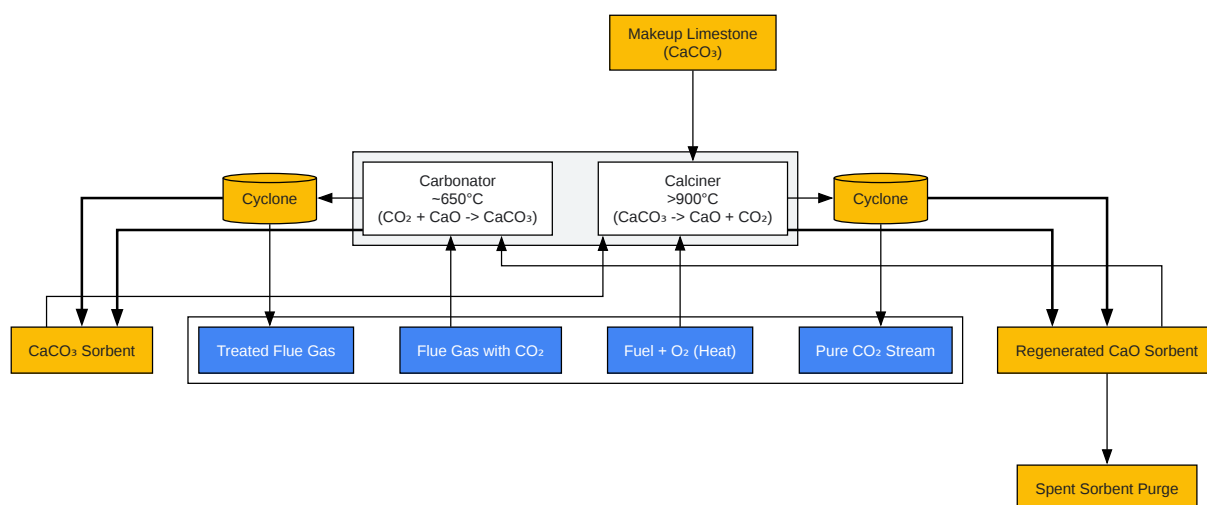 Makeup Limestone
(CaCO₃)
Cyclone
Carbonator
~650°C
(CO₂ + CaO -> CaCO₃)
Calciner
>900°C
(CaCO₃ -> CaO + CO₂)
Cyclone
CaCO₃ Sorbent
Treated Flue Gas
Flue Gas with CO₂
Fuel + O₂ (Heat)
Pure CO₂ Stream
Regenerated CaO Sorbent
Spent Sorbent Purge